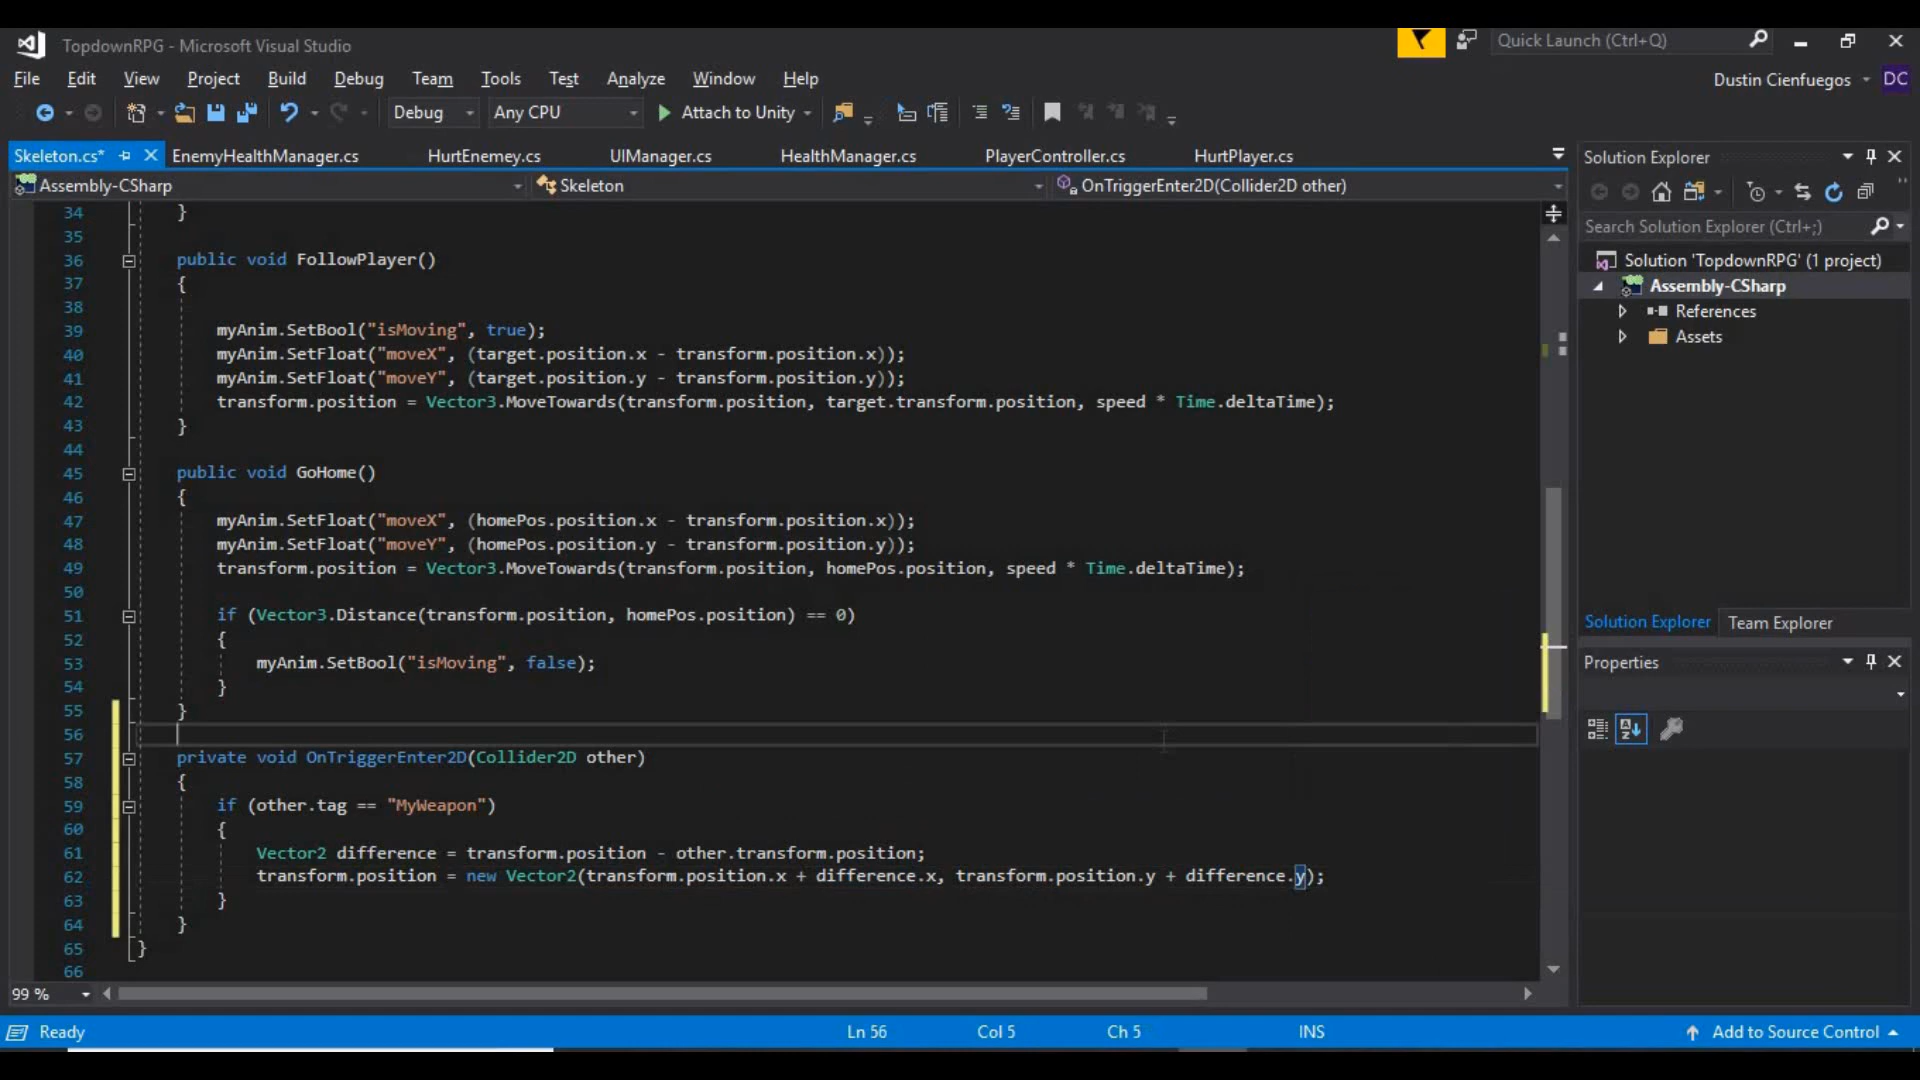 TopdownRPG - Microsoft Visual Studio
Quick Launch (Ctrl+Q)
File Edit View Project Build Debug Team Tools Test Analyze Window Help
Dustin Cienfuegos DC
Debug Any CPU Attach to Unity
Skeleton.cs* EnemyHealthManager.cs HurtEnemey.cs UIManager.cs HealthManager.cs PlayerController.cs HurtPlayer.cs
Assembly-CSharp Skeleton OnTriggerEnter2D(Collider2D other)
34 }
35
36 public void FollowPlayer()
37 {
38
39 myAnim.SetBool("isMoving", true);
40 myAnim.SetFloat("moveX", (target.position.x - transform.position.x));
41 myAnim.SetFloat("moveY", (target.position.y - transform.position.y));
42 transform.position = Vector3.MoveTowards(transform.position, target.transform.position, speed * Time.deltaTime);
43 }
44
45 public void GoHome()
46 {
47 myAnim.SetFloat("moveX", (homePos.position.x - transform.position.x));
48 myAnim.SetFloat("moveY", (homePos.position.y - transform.position.y));
49 transform.position = Vector3.MoveTowards(transform.position, homePos.position, speed * Time.deltaTime);
50
51 if (Vector3.Distance(transform.position, homePos.position) == 0)
52 {
53 myAnim.SetBool("isMoving", false);
54 }
55 }
56
57 private void OnTriggerEnter2D(Collider2D other)
58 {
59 if (other.tag == "MyWeapon")
60 {
61 Vector2 difference = transform.position - other.transform.position;
62 transform.position = new Vector2(transform.position.x + difference.x, transform.position.y + difference.y);
63 }
64 }
65 }
66
99 %
Solution Explorer
Search Solution Explorer (Ctrl+;)
Solution 'TopdownRPG' (1 project)
Assembly-CSharp
References
Assets
Solution Explorer Team Explorer
Properties
Ready Ln 56 Col 5 Ch 5 INS Add to Source Control